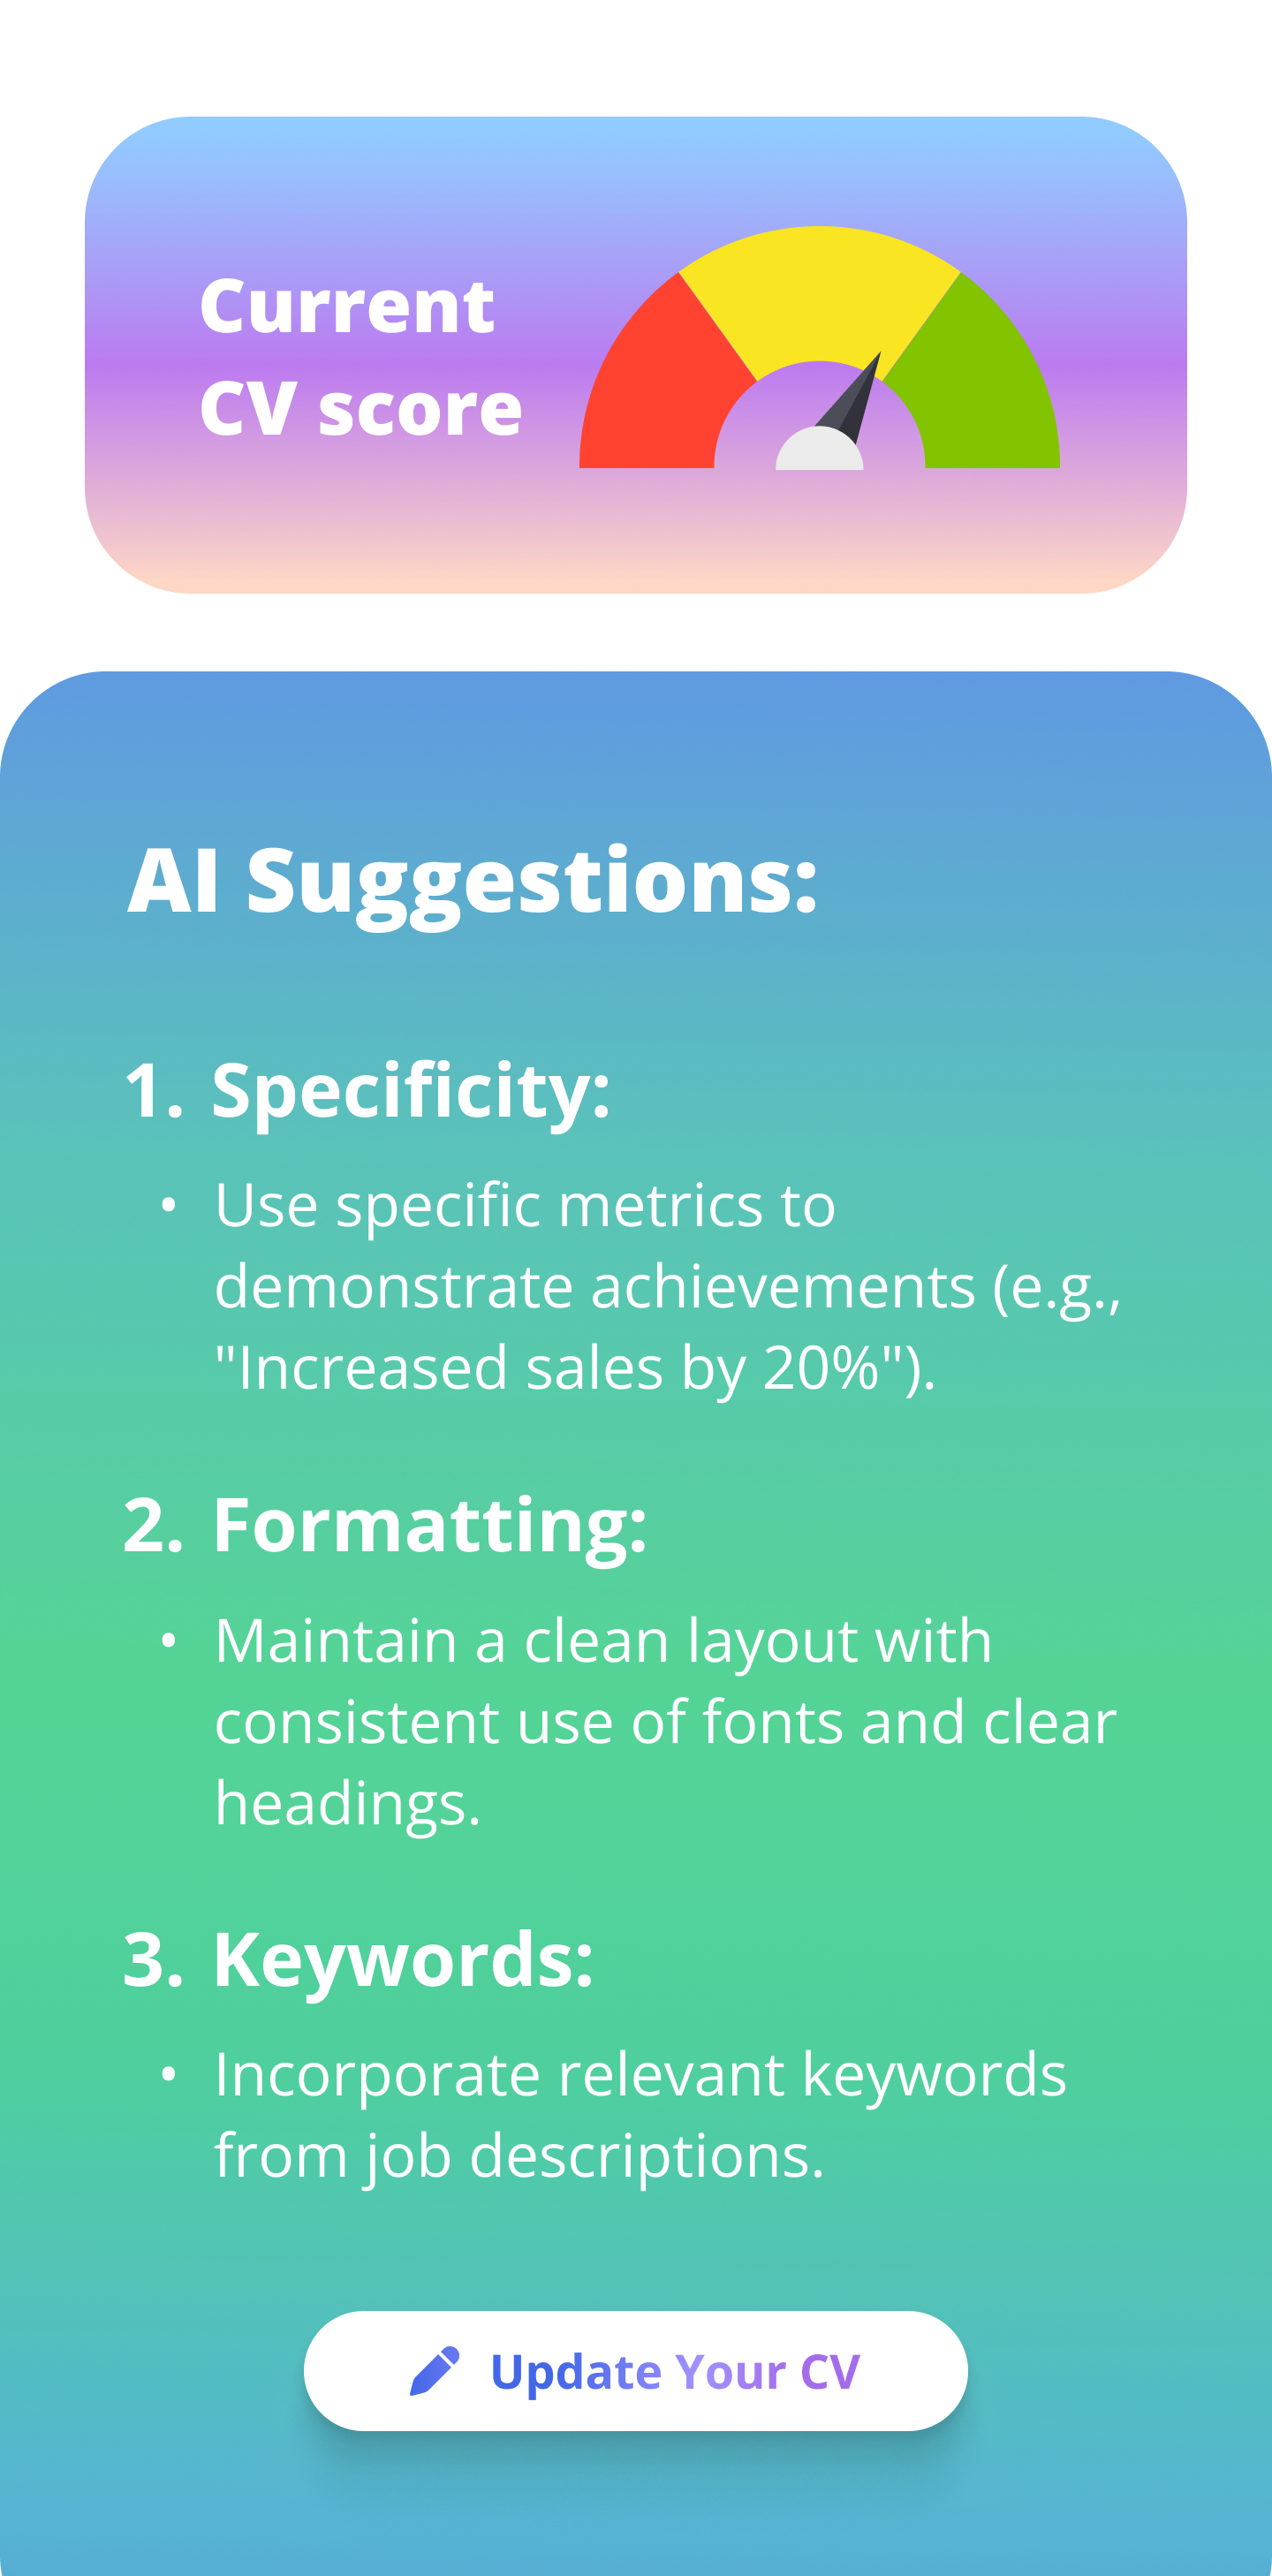 Current
CV score
AI Suggestions:
1. Specificity:
• Use specific metrics to
demonstrate achievements (e.g.,
"Increased sales by 20%").
2. Formatting:
• Maintain a clean layout with
consistent use of fonts and clear
headings.
3. Keywords:
• Incorporate relevant keywords
from job descriptions.
Update Your CV